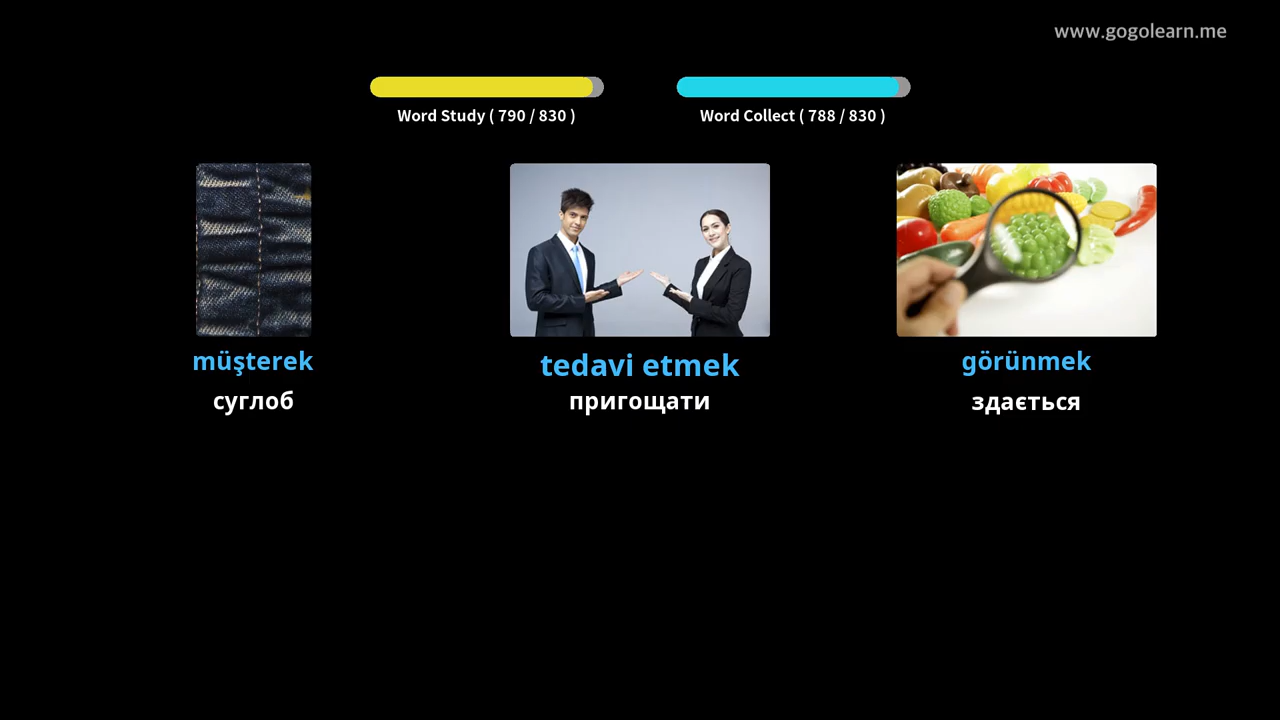 www.gogolearn.me
Word Study ( 790 / 830 )
Word Collect ( 788 / 830 )
müşterek
tedavi etmek
görünmek
суглоб
пригощати
здається